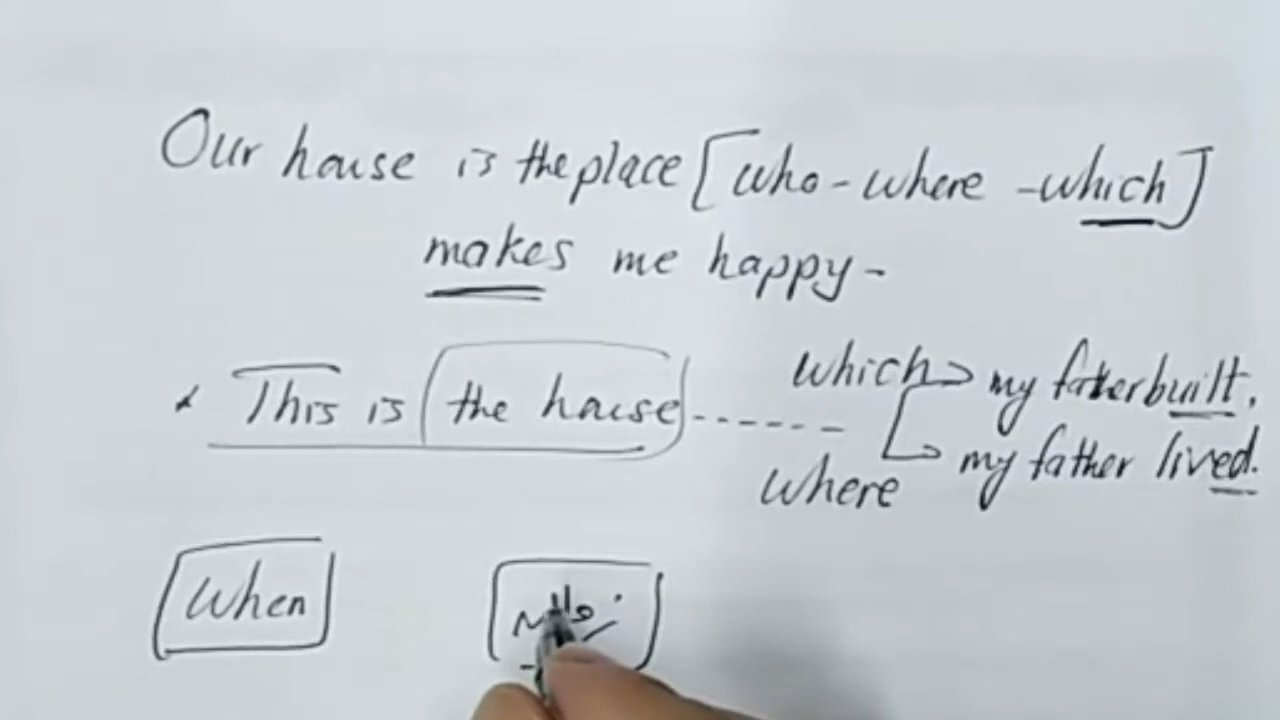 Our house is the place [who - where - which]
makes me happy -
This is the house ------ which my father built.
where my father lived.
When